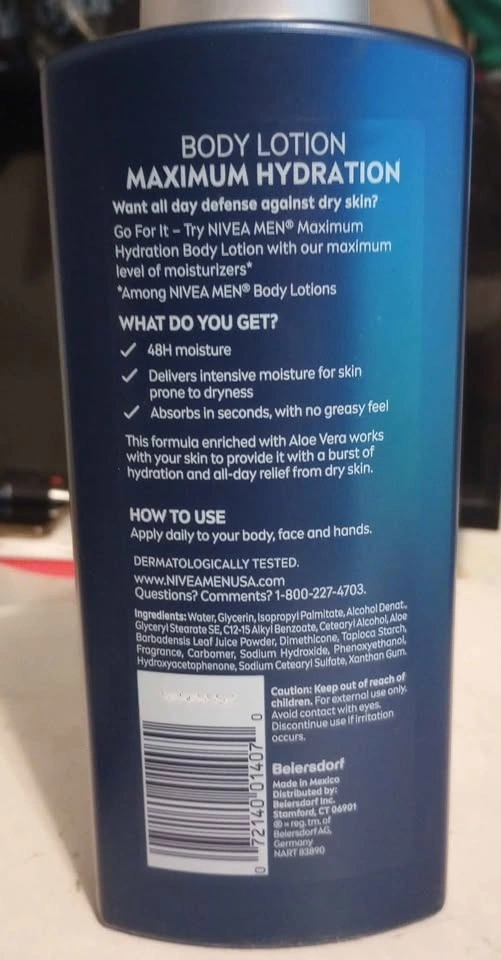 BODY LOTION
MAXIMUM HYDRATION
Want all day defense against dry skin?
Go For It – Try NIVEA MEN® Maximum
Hydration Body Lotion with our maximum
level of moisturizers*
*Among NIVEA MEN® Body Lotions
WHAT DO YOU GET?
✓ 48H moisture
✓ Delivers intensive moisture for skin
prone to dryness
✓ Absorbs in seconds, with no greasy feel
This formula enriched with Aloe Vera works
with your skin to provide it with a burst of
hydration and all-day relief from dry skin.
HOW TO USE
Apply daily to your body, face and hands.
DERMATOLOGICALLY TESTED.
www.NIVEAMENUSA.com
Questions? Comments? 1-800-227-4703.
Ingredients: Water, Glycerin, Isopropyl Palmitate, Alcohol Denat.,
Glyceryl Stearate SE, C12-15 Alkyl Benzoate, Cetearyl Alcohol, Aloe
Barbadensis Leaf Juice Powder, Dimethicone, Tapioca Starch,
Fragrance, Carbomer, Sodium Hydroxide, Phenoxyethanol,
Hydroxyacetophenone, Sodium Cetearyl Sulfate, Xanthan Gum.
Caution: Keep out of reach of
children. For external use only.
Avoid contact with eyes.
Discontinue use if irritation
occurs.
0 72140 01407 0
Beiersdorf
Made in Mexico
Distributed by:
Beiersdorf Inc.
Stamford, CT 06901
® = reg. tm. of
Beiersdorf AG,
Germany
NART 83890